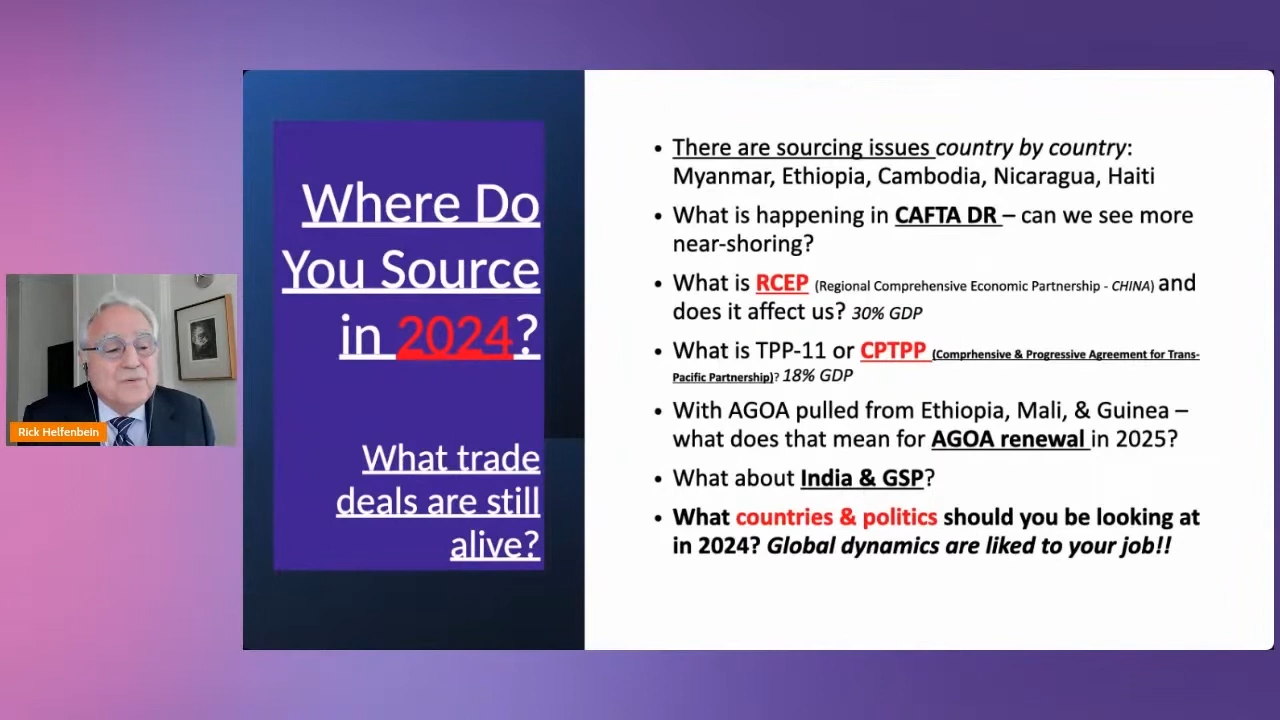 Where Do
You Source
in 2024?
What trade
deals are still
alive?
• There are sourcing issues country by country:
Myanmar, Ethiopia, Cambodia, Nicaragua, Haiti
• What is happening in CAFTA DR – can we see more
near-shoring?
• What is RCEP (Regional Comprehensive Economic Partnership - CHINA) and
does it affect us? 30% GDP
• What is TPP-11 or CPTPP (Comprhensive & Progressive Agreement for Trans-
Pacific Partnership)? 18% GDP
• With AGOA pulled from Ethiopia, Mali, & Guinea –
what does that mean for AGOA renewal in 2025?
• What about India & GSP?
• What countries & politics should you be looking at
in 2024? Global dynamics are liked to your job!!
Rick Helfenbein